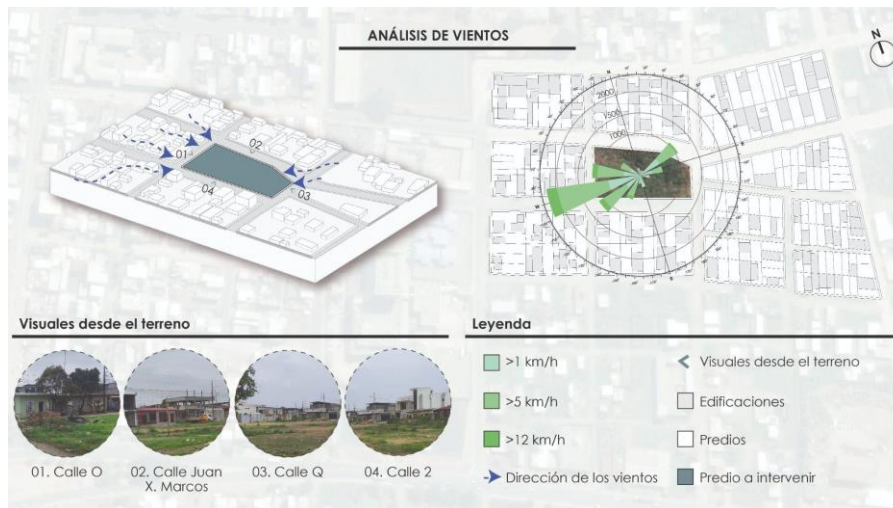 ANÁLISIS DE VIENTOS
N
02
01
04
03
2000
1500
1000
Visuales desde el terreno
01. Calle O
02. Calle Juan
X. Marcos
03. Calle Q
04. Calle 2
Leyenda
>1 km/h
>5 km/h
>12 km/h
Dirección de los vientos
Visuales desde el terreno
Edificaciones
Predios
Predio a intervenir